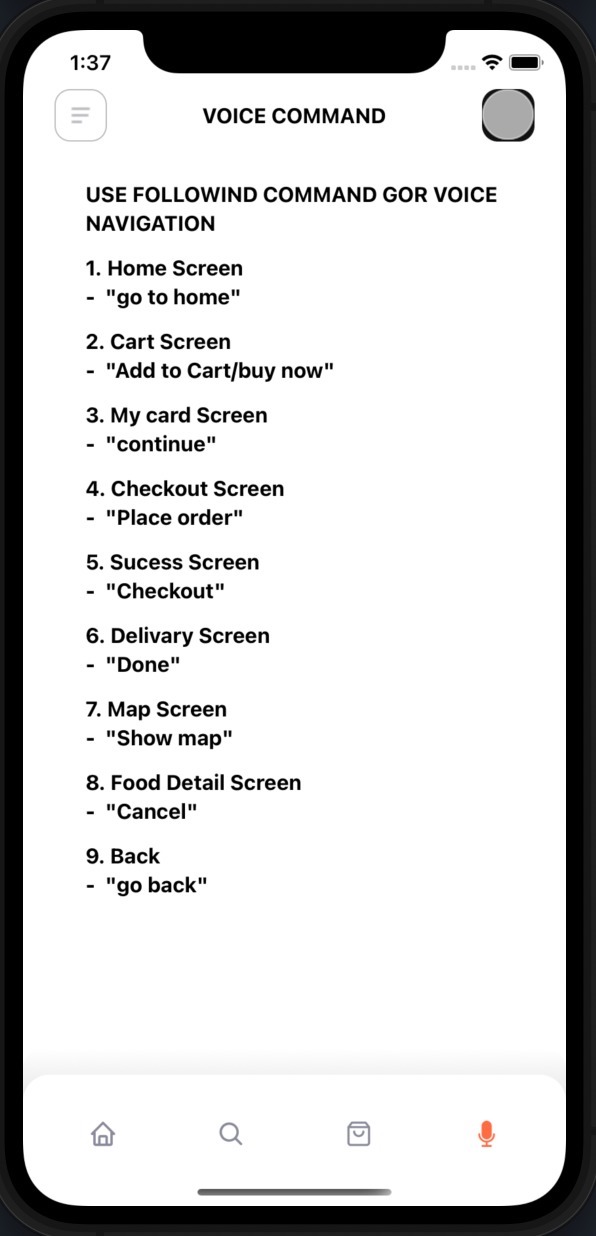 1:37
VOICE COMMAND
USE FOLLOWIND COMMAND GOR VOICE
NAVIGATION
1. Home Screen
- "go to home"
2. Cart Screen
- "Add to Cart/buy now"
3. My card Screen
- "continue"
4. Checkout Screen
- "Place order"
5. Sucess Screen
- "Checkout"
6. Delivary Screen
- "Done"
7. Map Screen
- "Show map"
8. Food Detail Screen
- "Cancel"
9. Back
- "go back"